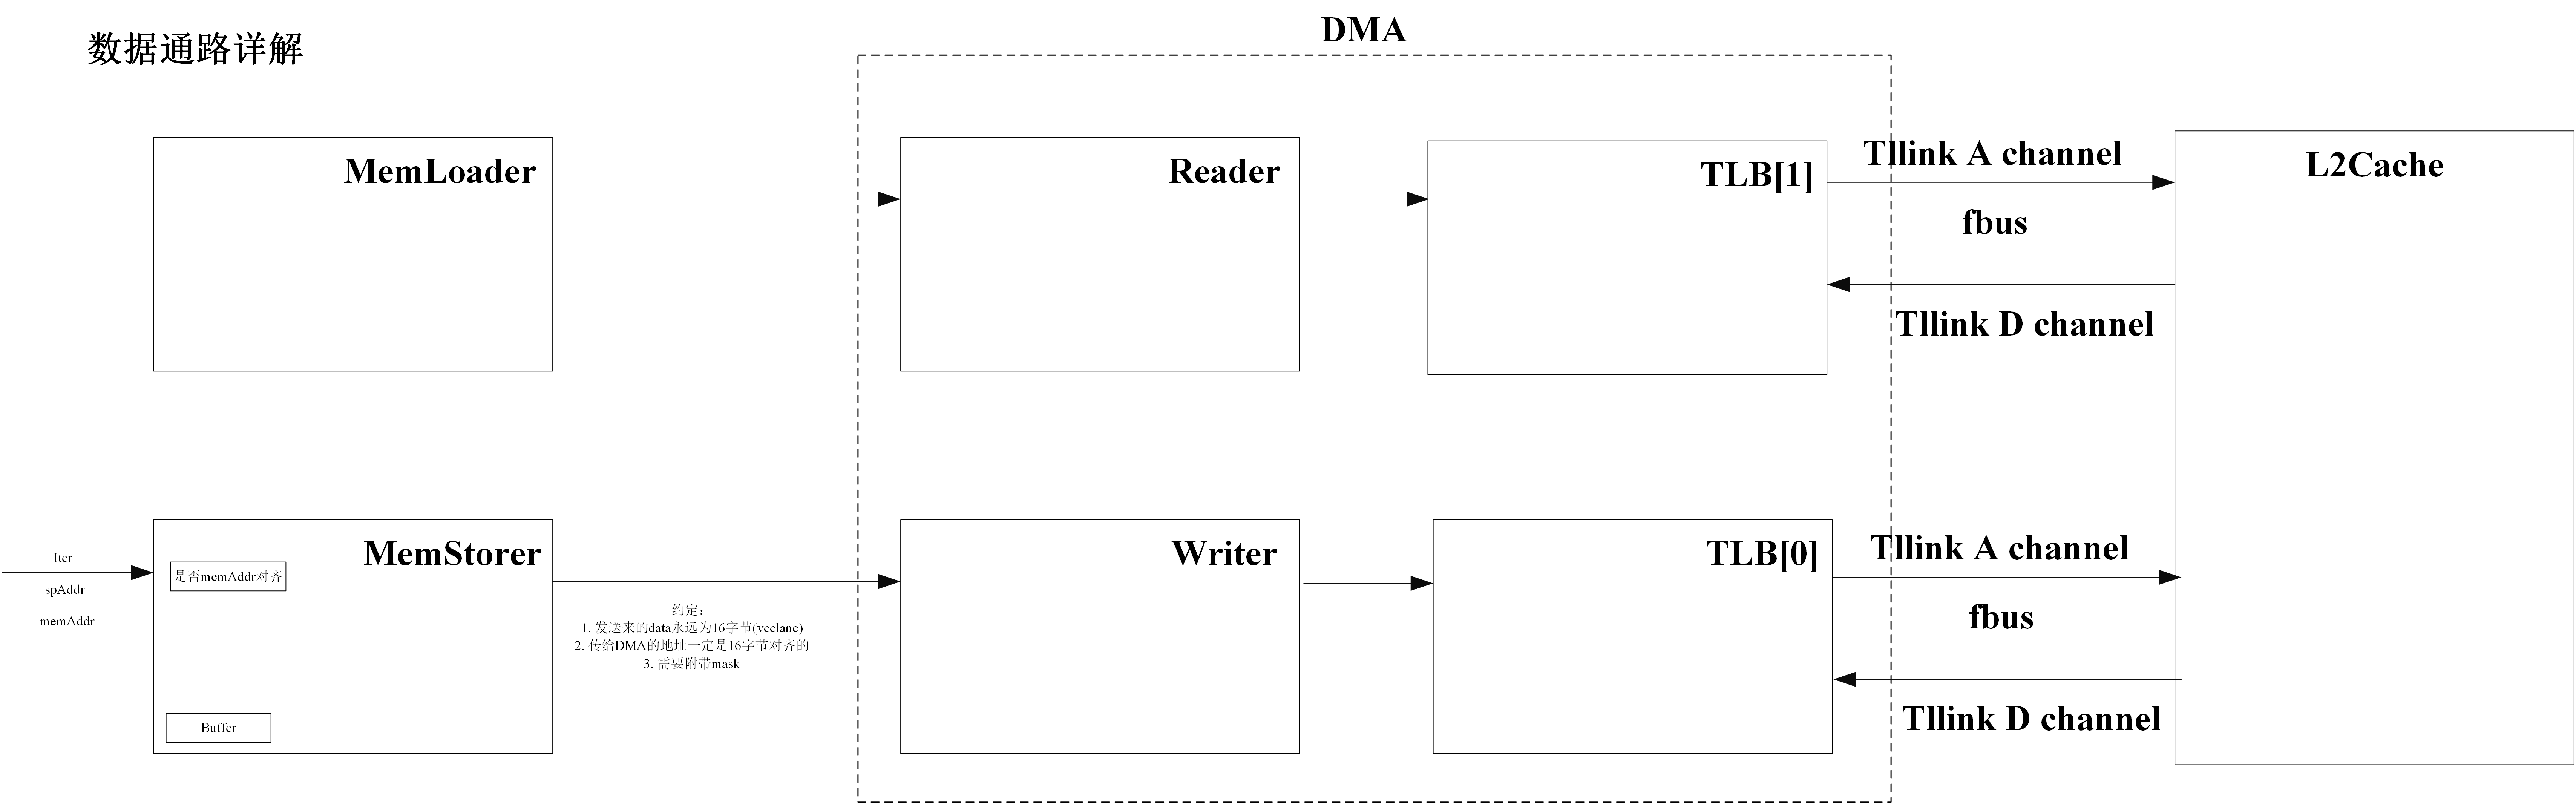 数据通路详解
DMA
MemLoader
Reader
TLB[1]
Tllink A channel
fbus
Tllink D channel
L2Cache
Iter
spAddr
memAddr
是否memAddr对齐
MemStorer
Buffer
约定：
1. 发送来的data永远为16字节(veclane)
2. 传给DMA的地址一定是16字节对齐的
3. 需要附带mask
Writer
TLB[0]
Tllink A channel
fbus
Tllink D channel